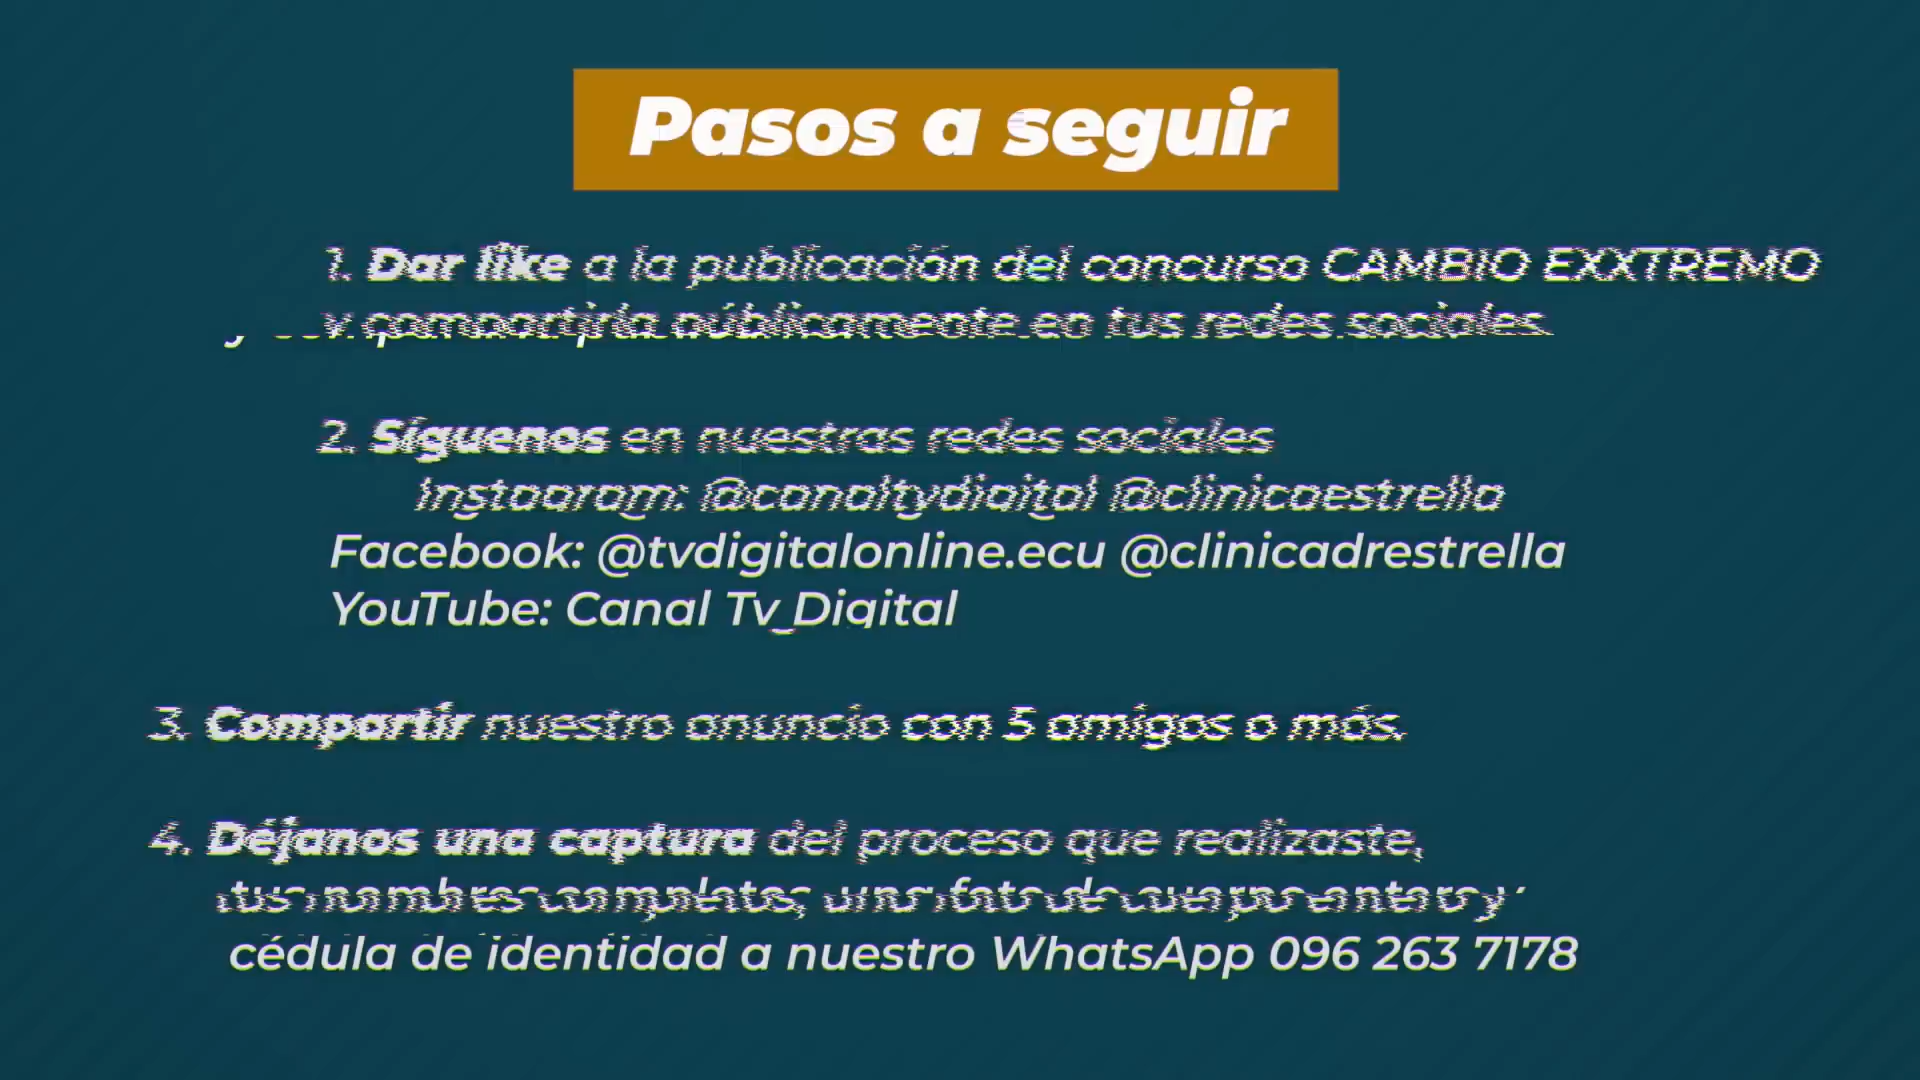 Pasos a seguir
1. Dar like a la publicación del concurso CAMBIO EXXTREMO
y compartirla públicamente en tus redes sociales.
2. Síguenos en nuestras redes sociales
Instagram: @canaltvdigital @clinicaestrella
Facebook: @tvdigitalonline.ecu @clinicadrestrella
YouTube: Canal Tv_Digital
3. Compartir nuestro anuncio con 5 amigos o más.
4. Déjanos una captura del proceso que realizaste,
tus nombres completos, una foto de cuerpo entero y
cédula de identidad a nuestro WhatsApp 096 263 7178